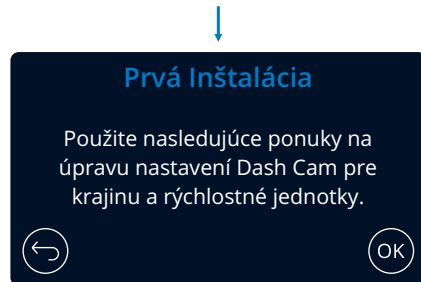 Prvá Inštalácia
Použite nasledujúce ponuky na
úpravu nastavení Dash Cam pre
krajinu a rýchlostné jednotky.
OK